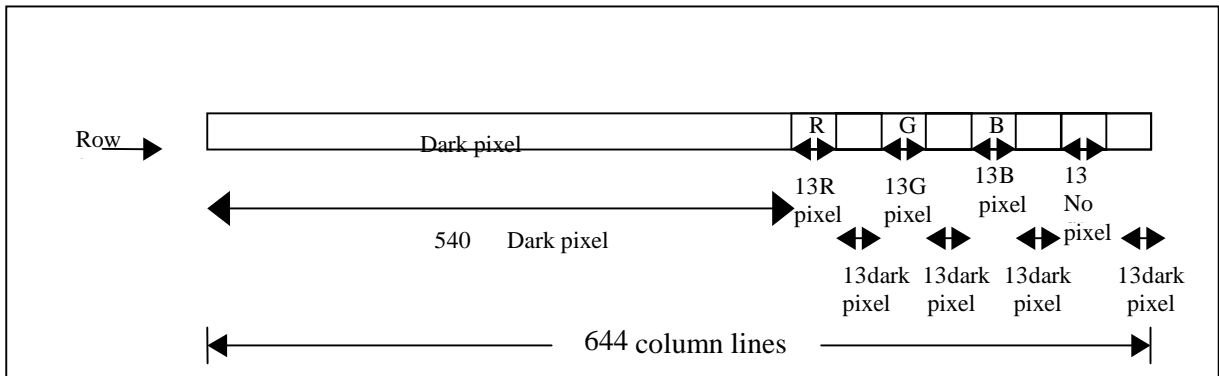 R G B
Row
Dark pixel
13R
pixel
13G
pixel
13B
pixel
13
No
pixel
540 Dark pixel
13dark
pixel
13dark
pixel
13dark
pixel
13dark
pixel
644 column lines